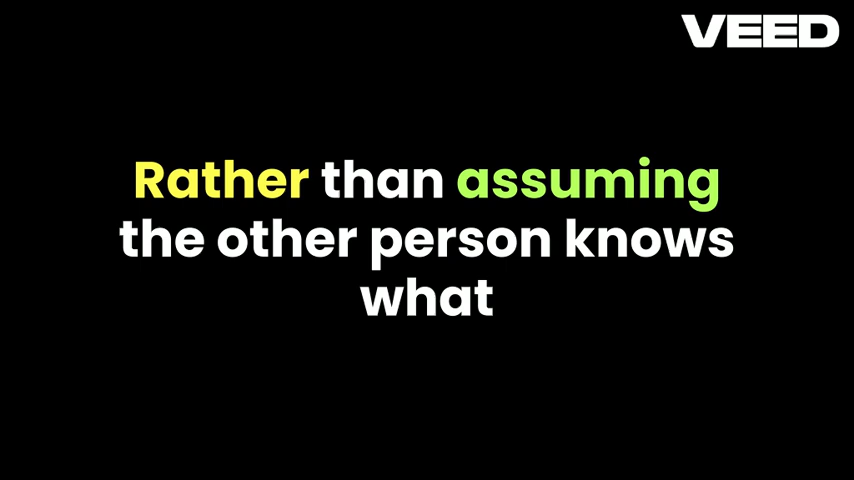 VEED
Rather than assuming
the other person knows
what